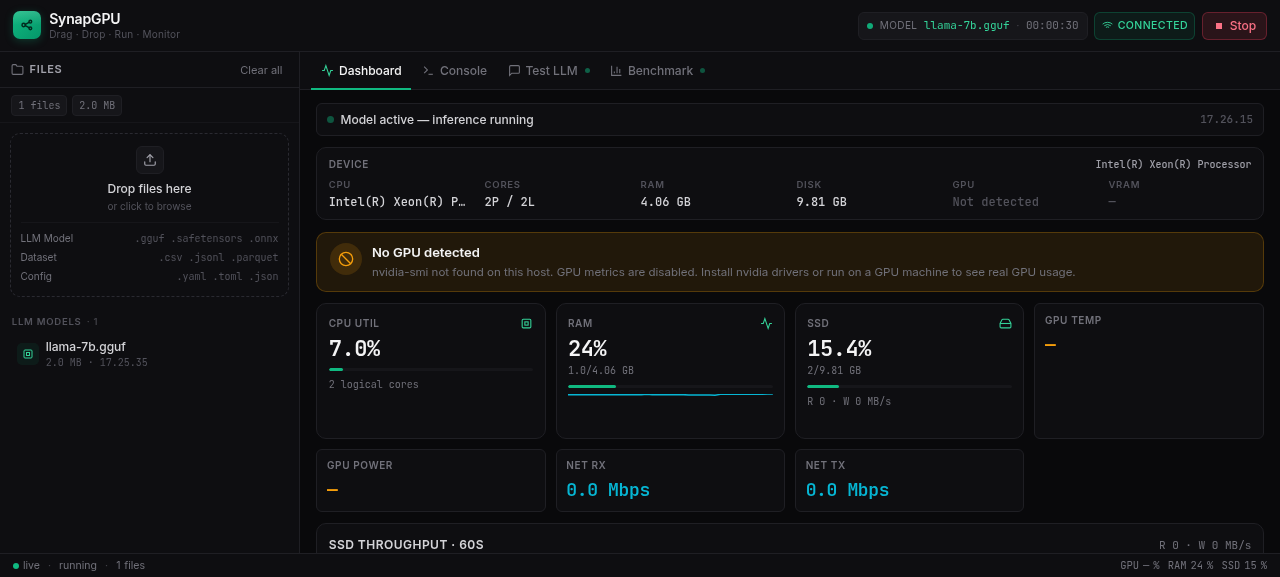 SynapGPU
Drag · Drop · Run · Monitor
MODEL llama-7b.gguf · 00:00:30
CONNECTED
Stop
FILES
Clear all
1 files
2.0 MB
Drop files here
or click to browse
LLM Model .gguf .safetensors .onnx
Dataset .csv .jsonl .parquet
Config .yaml .toml .json
LLM MODELS · 1
llama-7b.gguf
2.0 MB · 17.25.35
Dashboard
Console
Test LLM
Benchmark
Model active — inference running
17.26.15
DEVICE
Intel(R) Xeon(R) Processor
CPU CORES RAM DISK GPU VRAM
Intel(R) Xeon(R) P… 2P / 2L 4.06 GB 9.81 GB Not detected —
No GPU detected
nvidia-smi not found on this host. GPU metrics are disabled. Install nvidia drivers or run on a GPU machine to see real GPU usage.
CPU UTIL
7.0%
2 logical cores
RAM
24%
1.0/4.06 GB
SSD
15.4%
2/9.81 GB
R 0 · W 0 MB/s
GPU TEMP
—
GPU POWER
—
NET RX
0.0 Mbps
NET TX
0.0 Mbps
SSD THROUGHPUT · 60S
R 0 · W 0 MB/s
live · running · 1 files
GPU — % RAM 24 % SSD 15 %